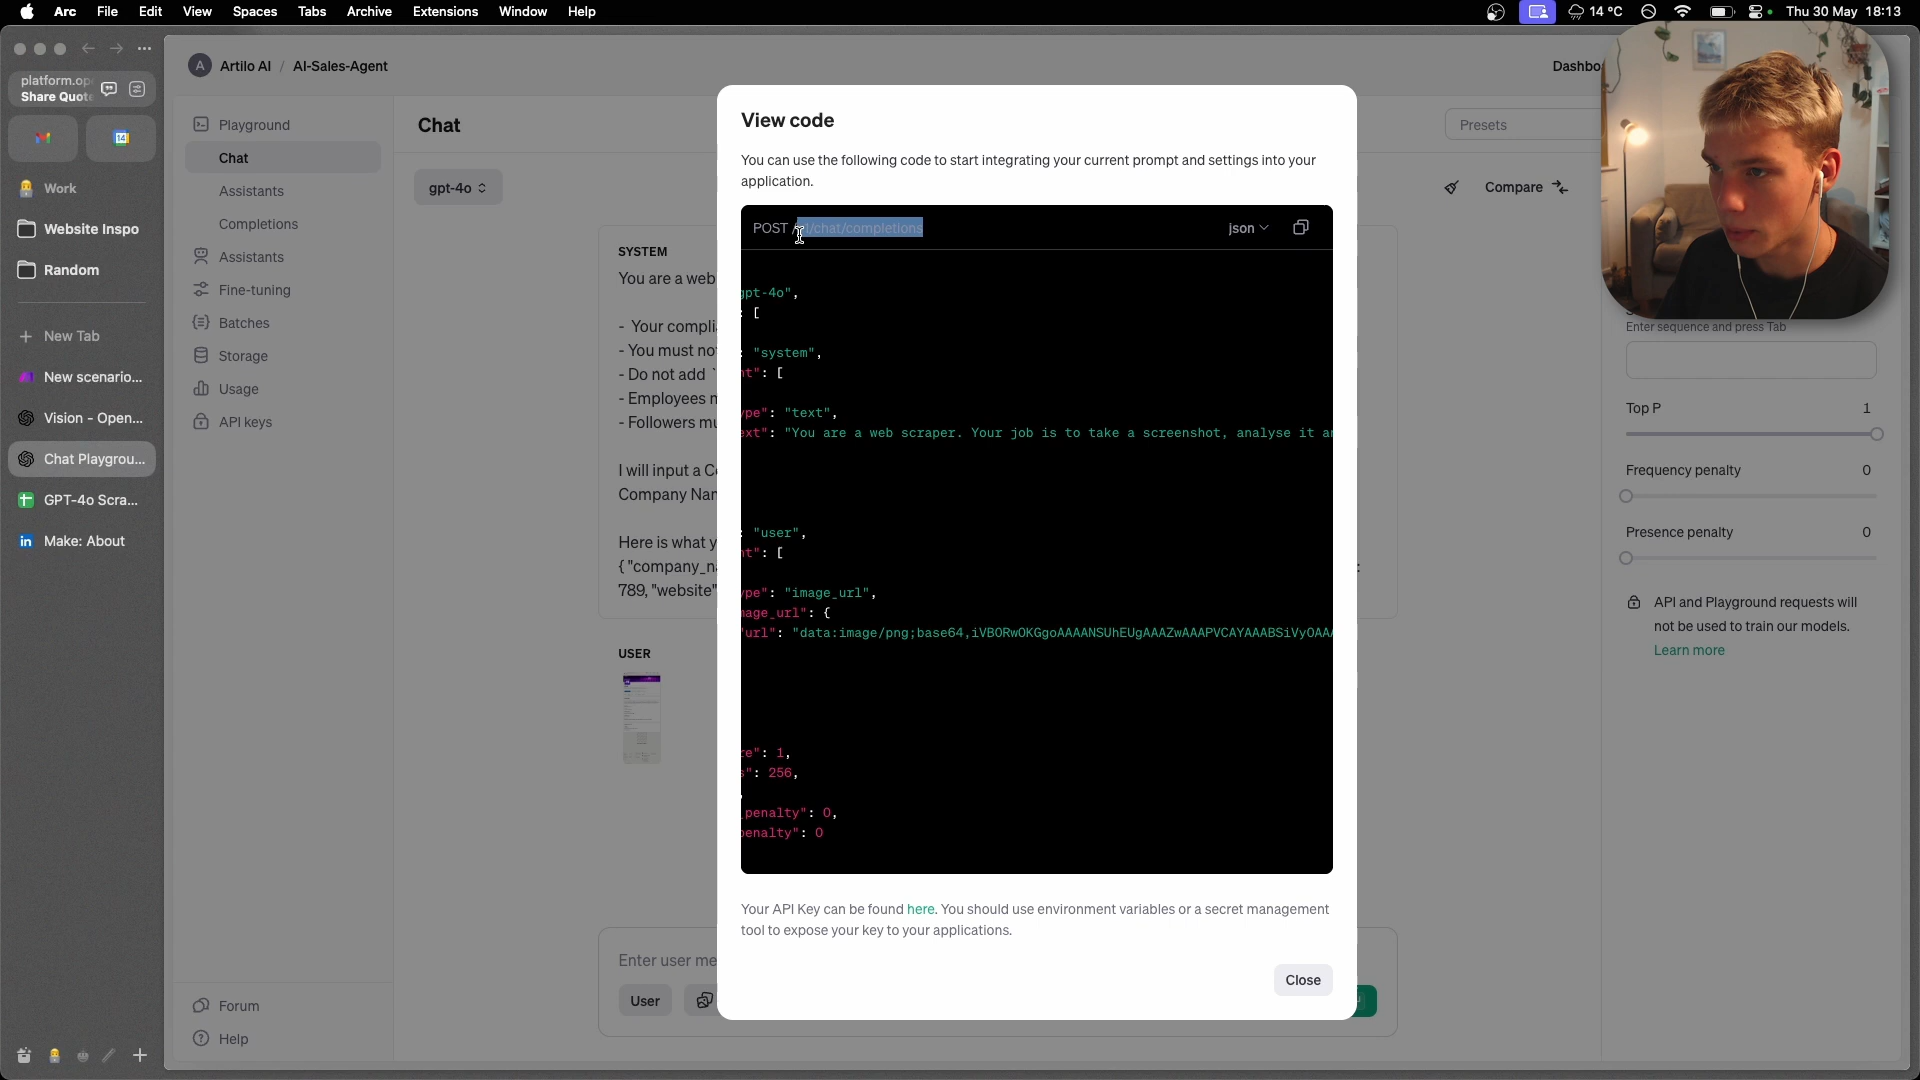 Arc File Edit View Spaces Tabs Archive Extensions Window Help
14 °C Thu 30 May 18:13
platform.op
Share Quot
14
Work
Website Inspo
Random
New Tab
New scenario...
Vision - Open...
Chat Playgrou...
GPT-4o Scra...
Make: About
A Artilo AI / AI-Sales-Agent
Dashbo
Playground
Chat
Assistants
Completions
Assistants
Fine-tuning
Batches
Storage
Usage
API keys
Forum
Help
Chat
Presets
gpt-4o
Compare
SYSTEM
You are a web
- Your compli
- You must no
- Do not add `
- Employees m
- Followers mu
I will input a C
Company Nam
Here is what y
{ "company_na :
789, "website"
USER
Enter user me
User
View code
You can use the following code to start integrating your current prompt and settings into your
application.
POST /v1/chat/completions json
gpt-4o",
: [
: "system",
nt": [
ype": "text",
ext": "You are a web scraper. Your job is to take a screenshot, analyse it an
: "user",
nt": [
ype": "image_url",
mage_url": {
"url": "data:image/png;base64,iVBORw0KGgoAAAANSUhEUgAAAZwAAAPVCAYAAABSiVyOAAA
re": 1,
s": 256,
,
_penalty": 0,
penalty": 0
Your API Key can be found here. You should use environment variables or a secret management
tool to expose your key to your applications.
Close
Enter sequence and press Tab
Top P 1
Frequency penalty 0
Presence penalty 0
API and Playground requests will
not be used to train our models.
Learn more